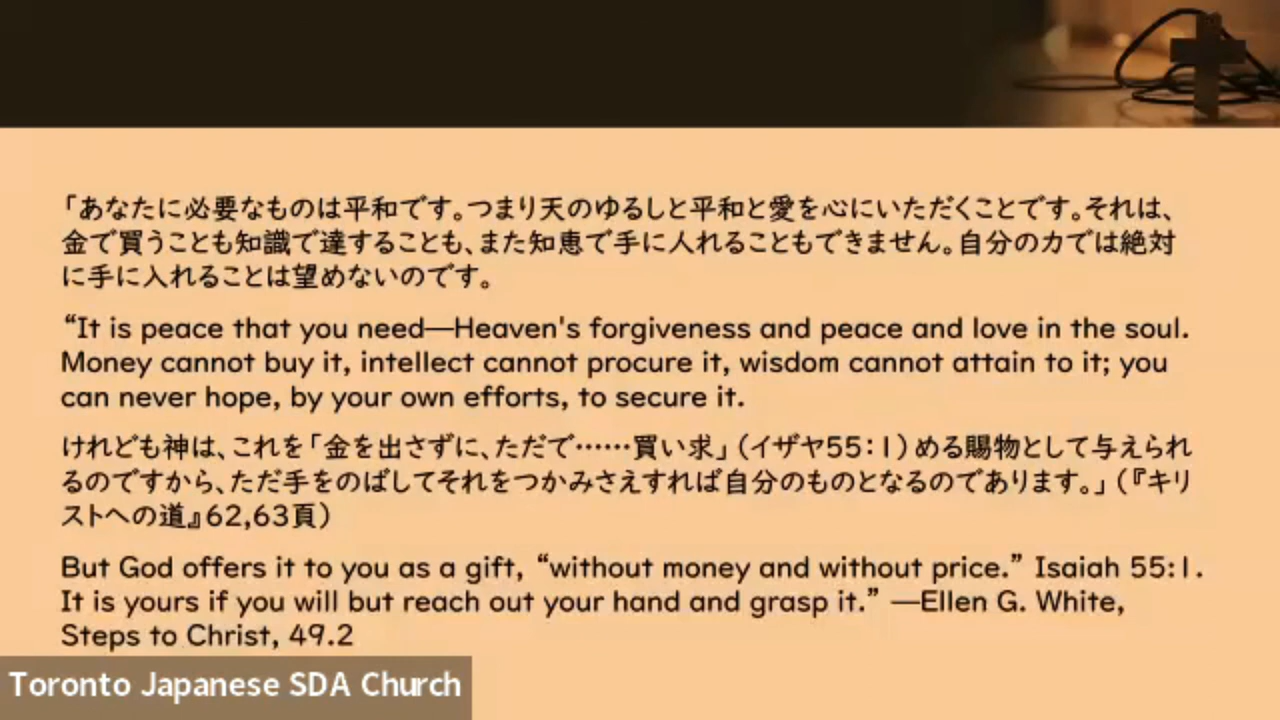 「あなたに必要なものは平和です。つまり天のゆるしと平和と愛を心にいただくことです。それは、
金で買うことも知識で達することも、また知恵で手に人れることもできません。自分のカでは絶対
に手に入れることは望めないのです。
“It is peace that you need—Heaven's forgiveness and peace and love in the soul.
Money cannot buy it, intellect cannot procure it, wisdom cannot attain to it; you
can never hope, by your own efforts, to secure it.
けれども神は、これを「金を出さずに、ただで……買い求」（イザヤ55：1）める賜物として与えられ
るのですから、ただ手をのばしてそれをつかみさえすれば自分のものとなるのであります。」（『キリ
ストへの道』62,63頁）
But God offers it to you as a gift, “without money and without price.” Isaiah 55:1.
It is yours if you will but reach out your hand and grasp it.” —Ellen G. White,
Steps to Christ, 49.2
Toronto Japanese SDA Church